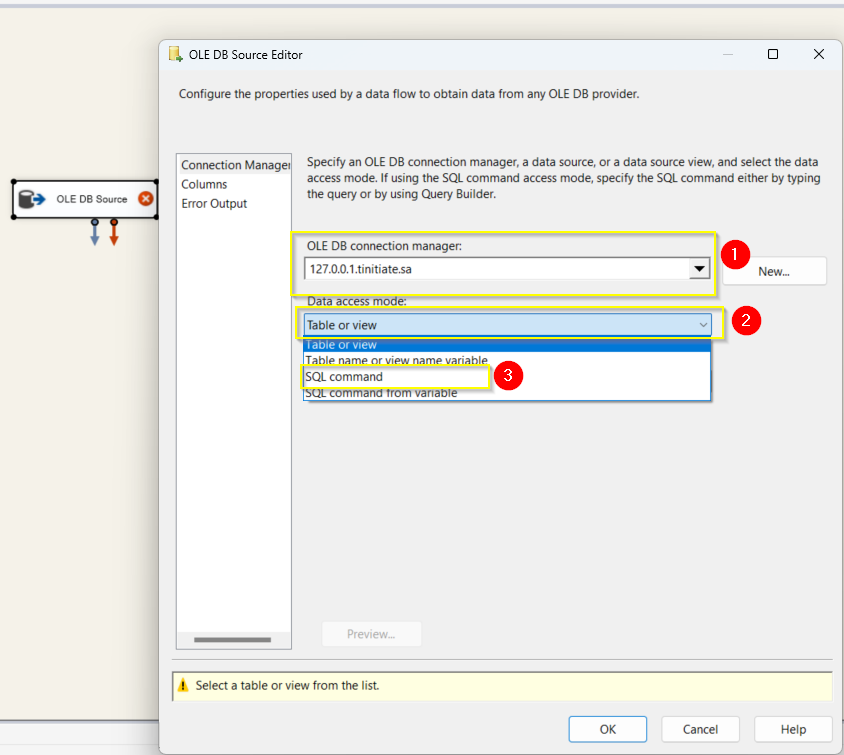 OLE DB Source Editor
Configure the properties used by a data flow to obtain data from any OLE DB provider.
Connection Manager
Columns
Error Output
Specify an OLE DB connection manager, a data source, or a data source view, and select the data
access mode. If using the SQL command access mode, specify the SQL command either by typing
the query or by using Query Builder.
OLE DB Source
OLE DB connection manager:
1
127.0.0.1.tinitiate.sa
New...
Data access mode:
Table or view
2
Table or view
Table name or view name variable
SQL command
3
SQL command from variable
Preview...
Select a table or view from the list.
OK
Cancel
Help